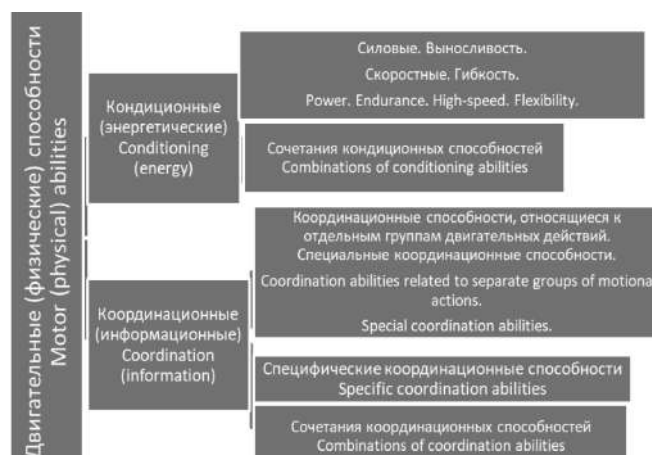 Двигательные (физические) способности
Motor (physical) abilities
Кондиционные
(энергетические)
Conditioning
(energy)
Силовые. Выносливость.
Скоростные. Гибкость.
Power. Endurance. High-speed. Flexibility.
Сочетания кондиционных способностей
Combinations of conditioning abilities
Координационные
(информационные)
Coordination
(information)
Координационные способности, относящиеся к
отдельным группам двигательных действий.
Специальные координационные способности.
Coordination abilities related to separate groups of motional
actions.
Special coordination abilities.
Специфические координационные способности
Specific coordination abilities
Сочетания координационных способностей
Combinations of coordination abilities